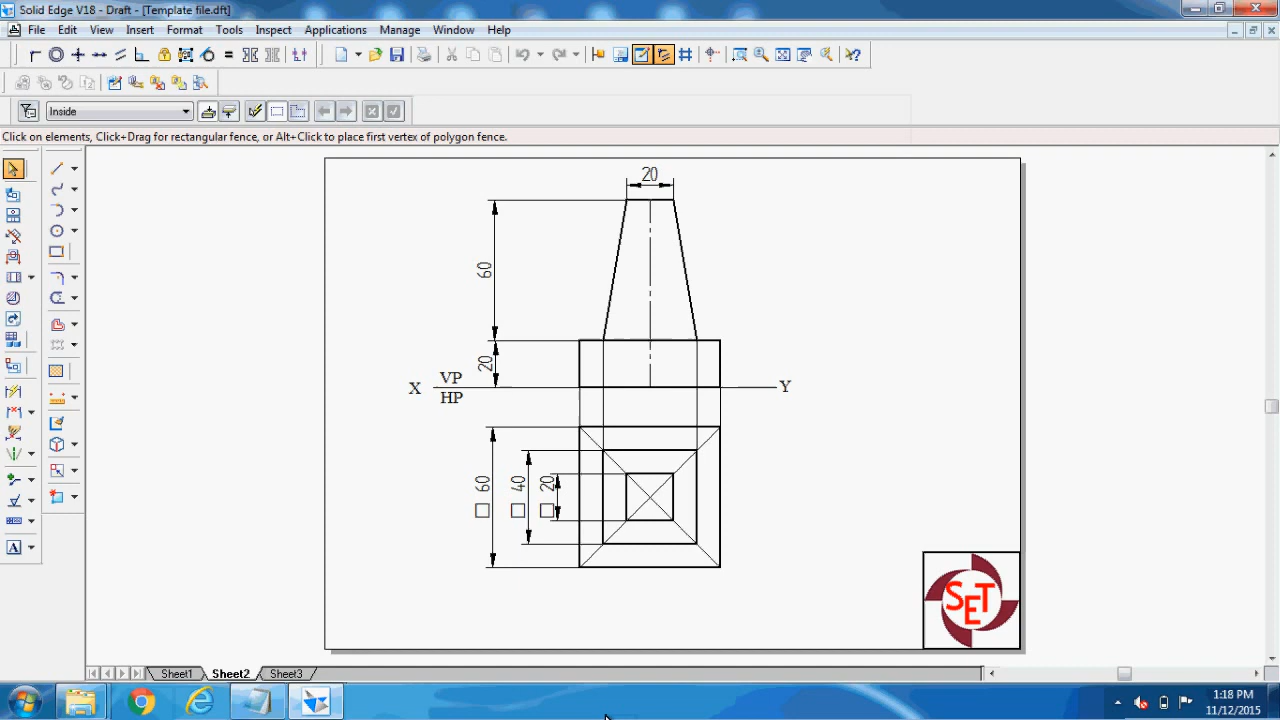 Solid Edge V18 - Draft - [Template file.dft]
File Edit View Insert Format Tools Inspect Applications Manage Window Help
Inside
Click on elements, Click+Drag for rectangular fence, or Alt+Click to place first vertex of polygon fence.
20
60
20
X VP Y
HP
□ 60
□ 40
□ 20
SET
A
Sheet1 Sheet2 Sheet3
1:18 PM
11/12/2015